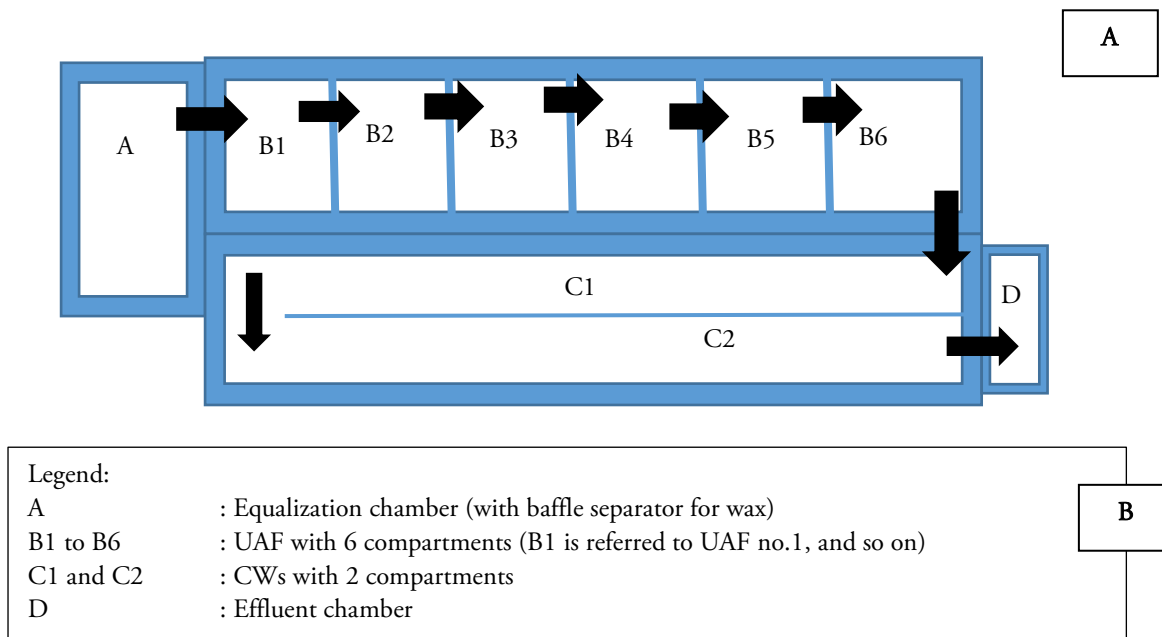 A
A
B1
B2
B3
B4
B5
B6
C1
C2
D
Legend:
A : Equalization chamber (with baffle separator for wax)
B1 to B6 : UAF with 6 compartments (B1 is referred to UAF no.1, and so on)
C1 and C2 : CWs with 2 compartments
D : Effluent chamber
B